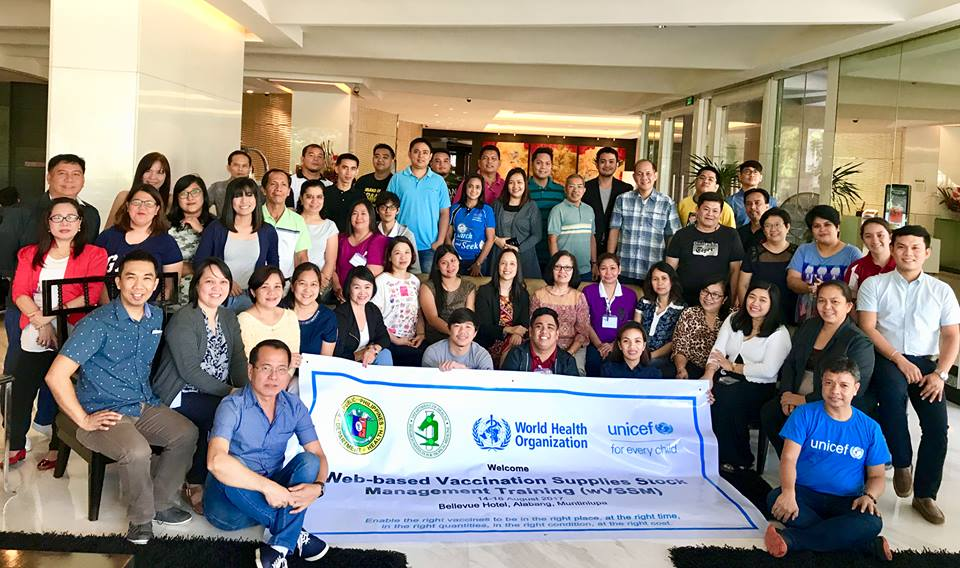 World Health
Organization
unicef
for every child
Welcome
Web-based Vaccination Supplies Stock
Management Training (wVSSM)
14-16 August 2017
Bellevue Hotel, Alabang, Muntinlupa
Enable the right vaccines to be in the right place, at the right time,
in the right quantities, in the right condition, at the right cost.
unicef